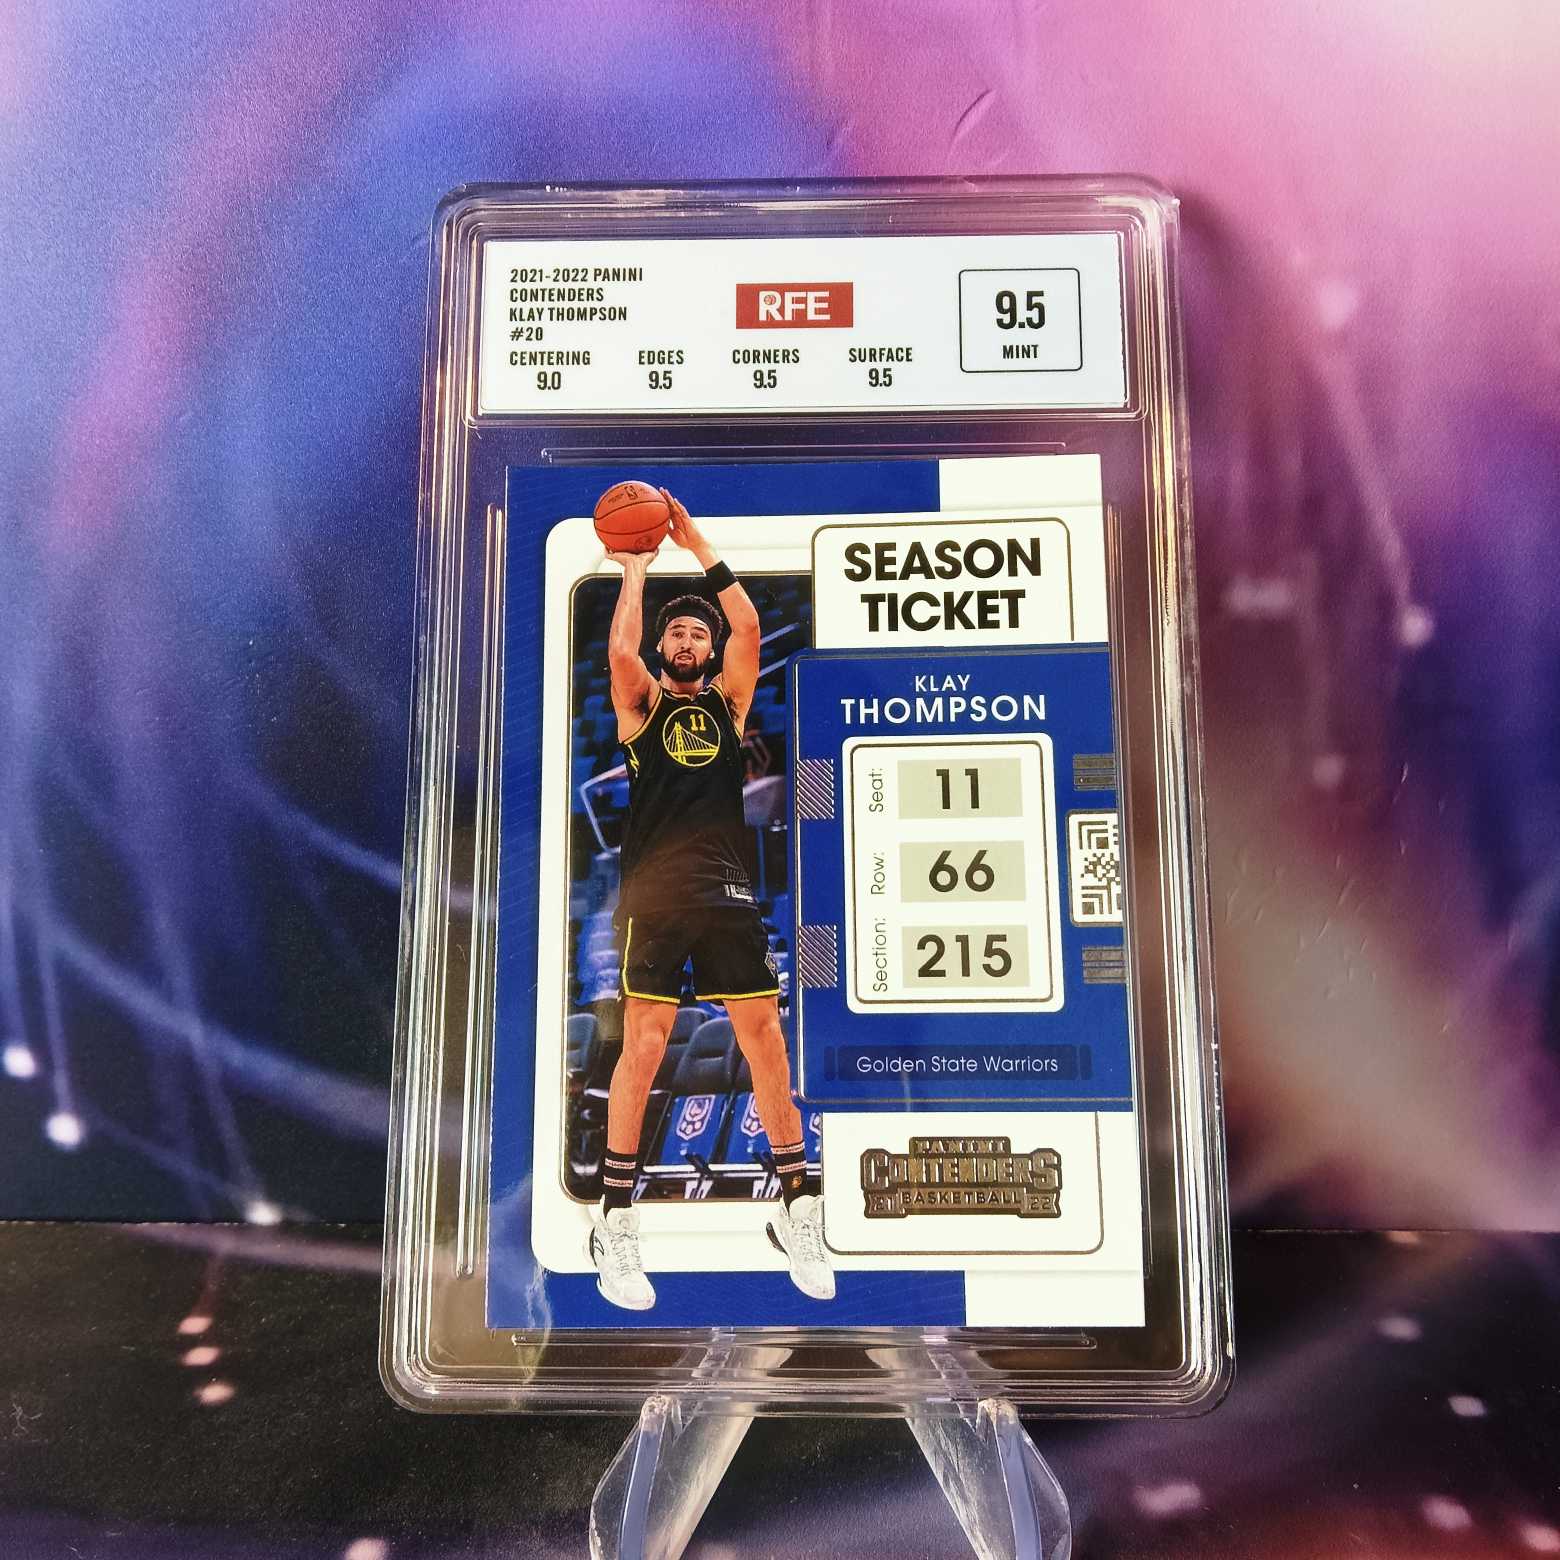 2021-2022 PANINI
CONTENDERS
KLAY THOMPSON
#20
RFE
CENTERING EDGES CORNERS SURFACE
9.0 9.5 9.5 9.5
9.5
MINT
SEASON
TICKET
KLAY
THOMPSON
Seat: 11
Row: 66
Section: 215
Golden State Warriors
11
PANINI
CONTENDERS
21 BASKETBALL 22